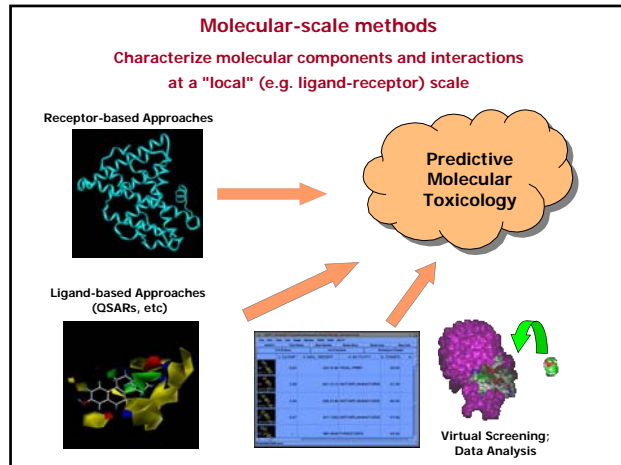 Molecular-scale methods
Characterize molecular components and interactions
at a "local" (e.g. ligand-receptor) scale
Receptor-based Approaches
Predictive
Molecular
Toxicology
Ligand-based Approaches
(QSARs, etc)
Virtual Screening;
Data Analysis